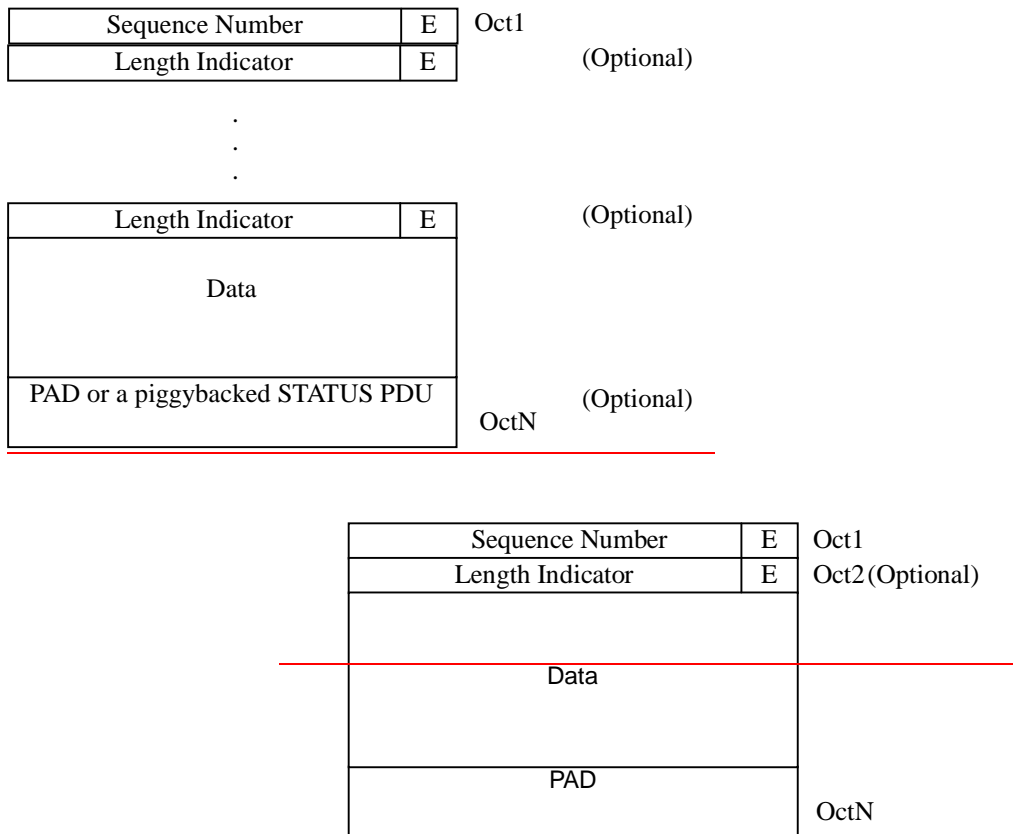 Sequence Number E Oct1
Length Indicator E (Optional)
.
.
.
Length Indicator E (Optional)
Data
PAD or a piggybacked STATUS PDU (Optional)
OctN
Sequence Number E Oct1
Length Indicator E Oct2 (Optional)
Data
PAD
OctN